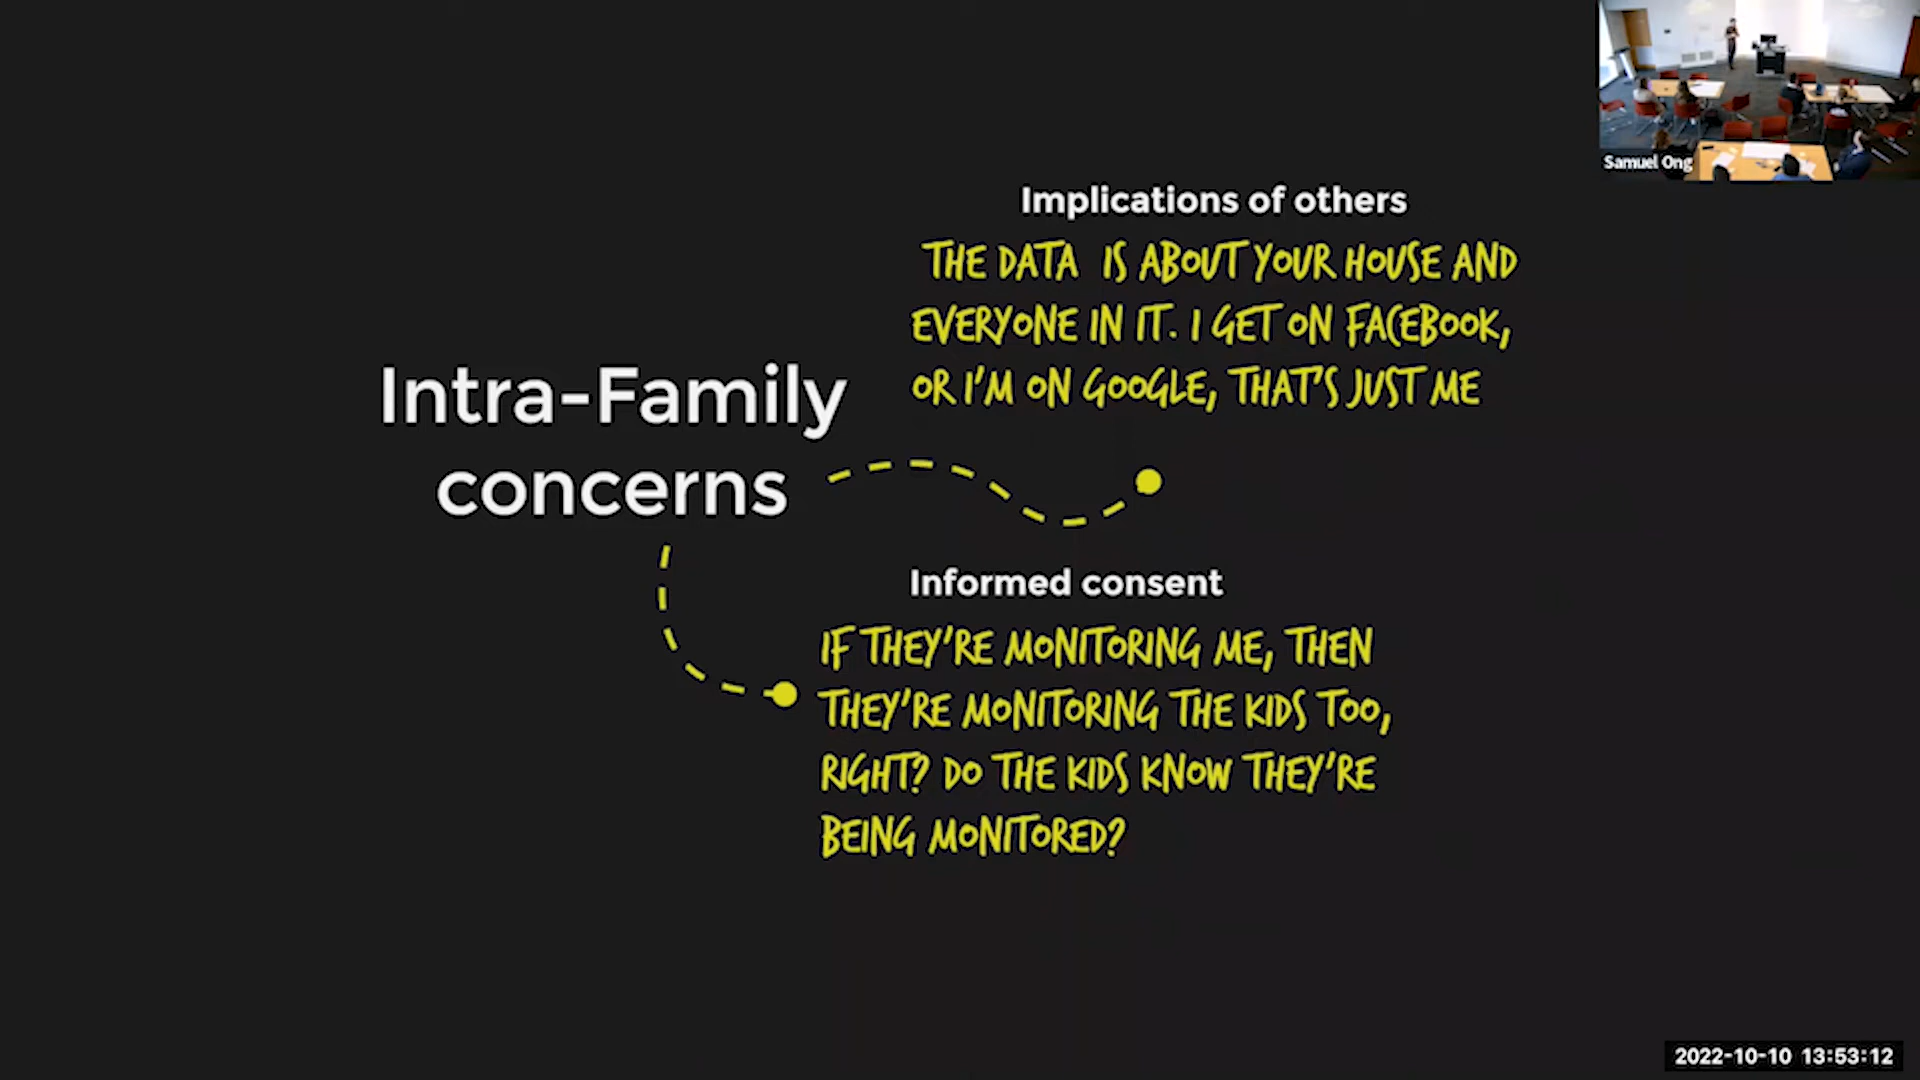 Samuel Ong
Implications of others
THE DATA IS ABOUT YOUR HOUSE AND
EVERYONE IN IT. I GET ON FACEBOOK,
OR I'M ON GOOGLE, THAT'S JUST ME
Intra-Family
concerns
Informed consent
IF THEY'RE MONITORING ME, THEN
THEY'RE MONITORING THE KIDS TOO,
RIGHT? DO THE KIDS KNOW THEY'RE
BEING MONITORED?
2022-10-10 13:53:12